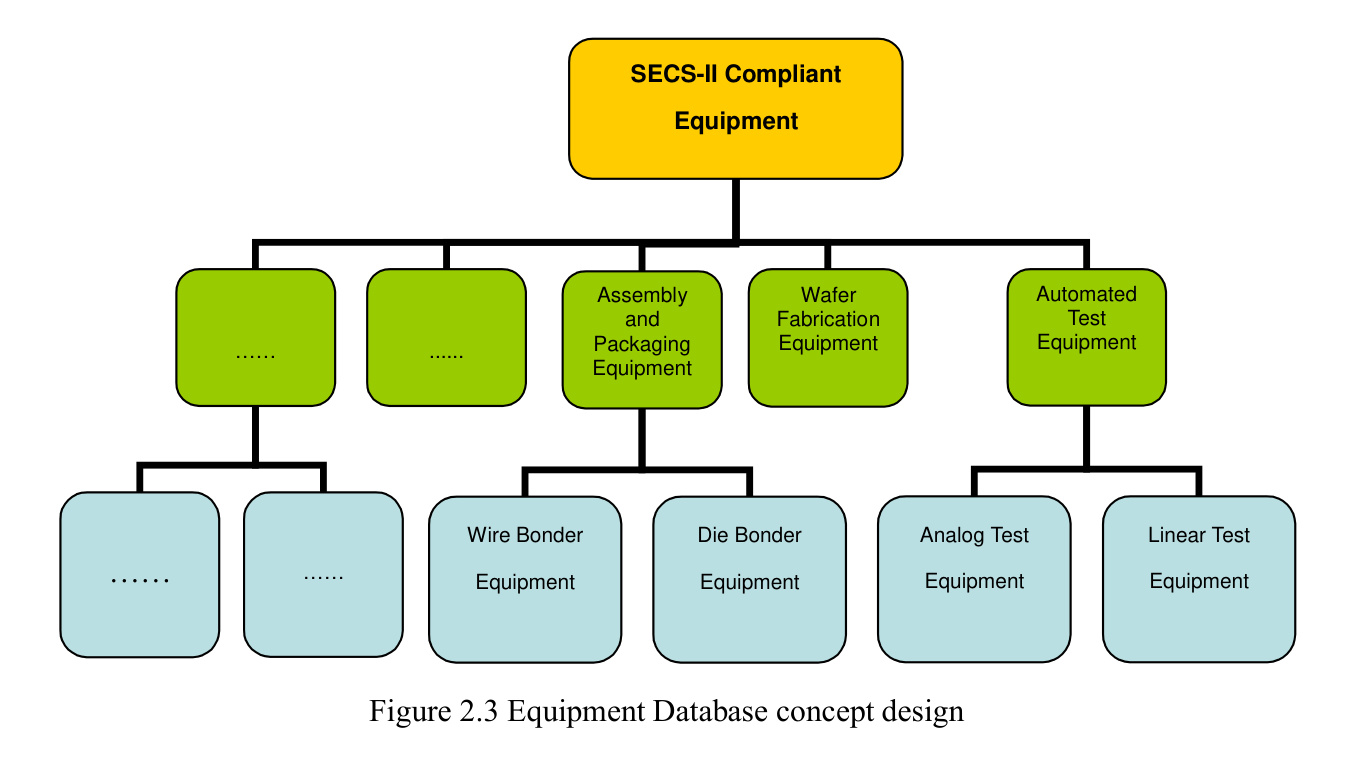 SECS-II Compliant
Equipment
……
......
Assembly
and
Packaging
Equipment
Wafer
Fabrication
Equipment
Automated
Test
Equipment
……
……
Wire Bonder
Equipment
Die Bonder
Equipment
Analog Test
Equipment
Linear Test
Equipment
Figure 2.3 Equipment Database concept design